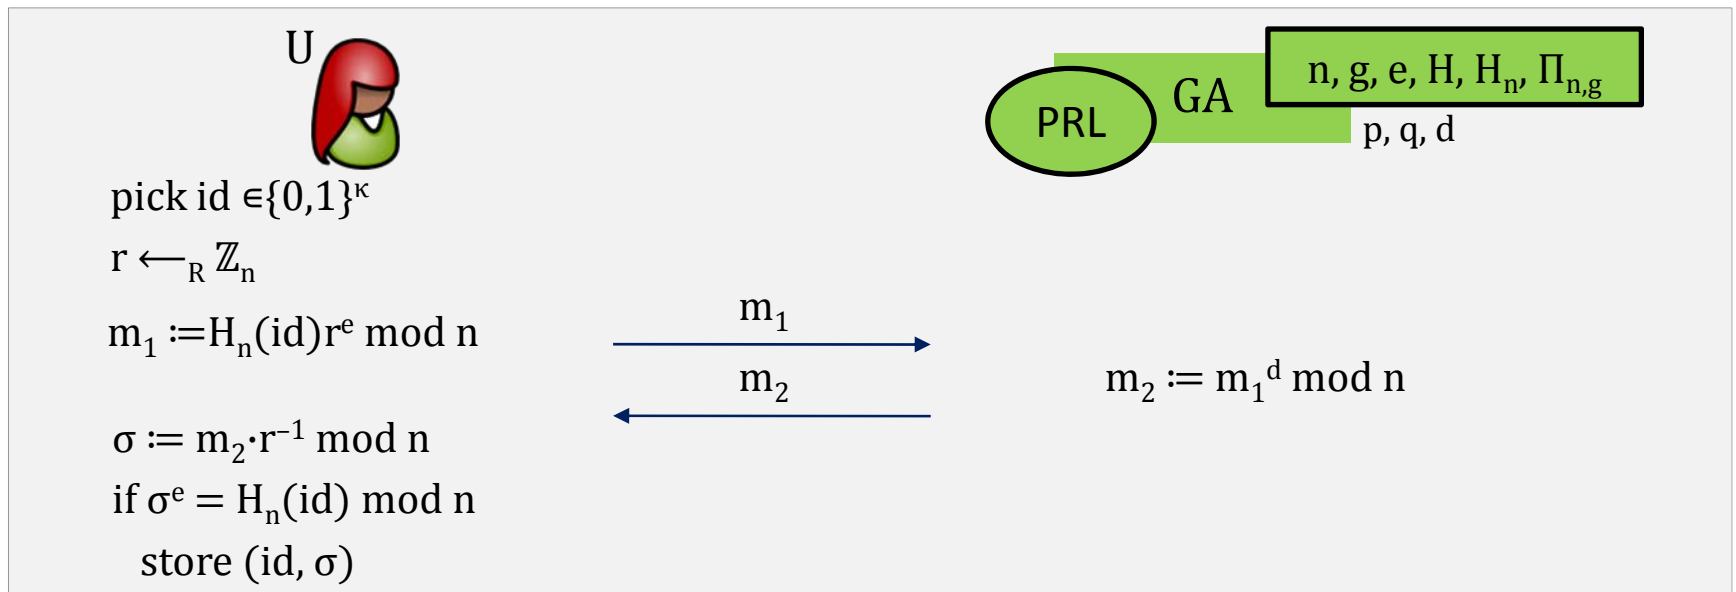 U
n, g, e, H, Hₙ, Πₙ,g
GA
PRL
p, q, d
pick id ∊{0,1}ᵏ
r ⟵R ℤₙ
m₁ ≔Hₙ(id)rᵉ mod n
m₁
m₂
m₂ ≔ m₁ᵈ mod n
σ ≔ m₂·r⁻¹ mod n
if σᵉ = Hₙ(id) mod n
store (id, σ)